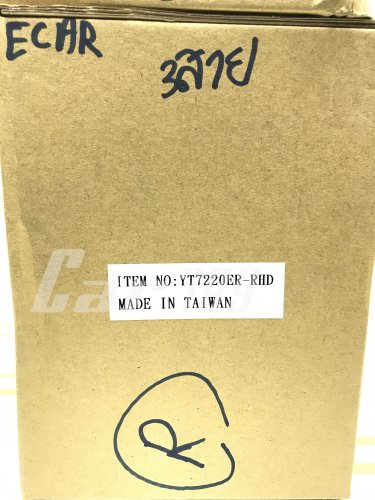 ECAR
3สาย
ITEM NO:YT7220ER-RHD
MADE IN TAIWAN
R